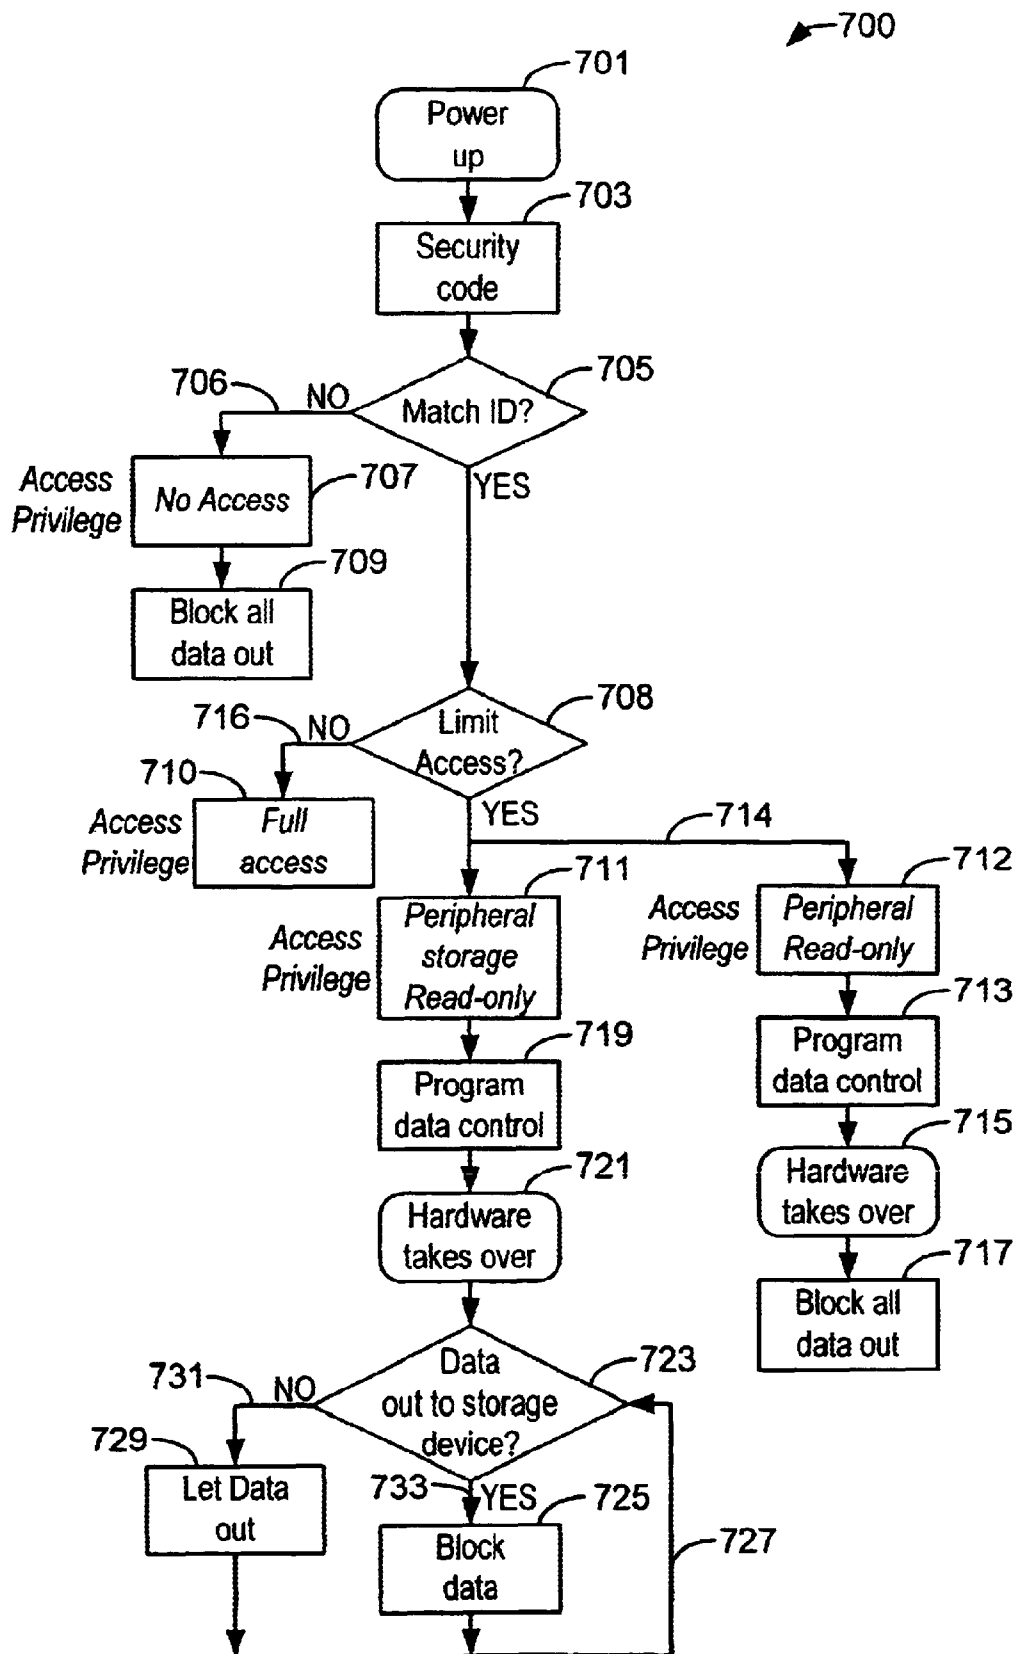 700
701
Power
up
703
Security
code
705
Match ID?
706
NO
YES
Access
Privilege
No Access
707
709
Block all
data out
708
Limit
Access?
716
NO
YES
710
Access
Privilege
Full
access
714
711
Access
Privilege
Peripheral
storage
Read-only
712
Access
Privilege
Peripheral
Read-only
719
Program
data control
713
Program
data control
721
Hardware
takes over
715
Hardware
takes over
717
Block all
data out
723
Data
out to storage
device?
731
NO
729
Let Data
out
733
YES
725
Block
data
727